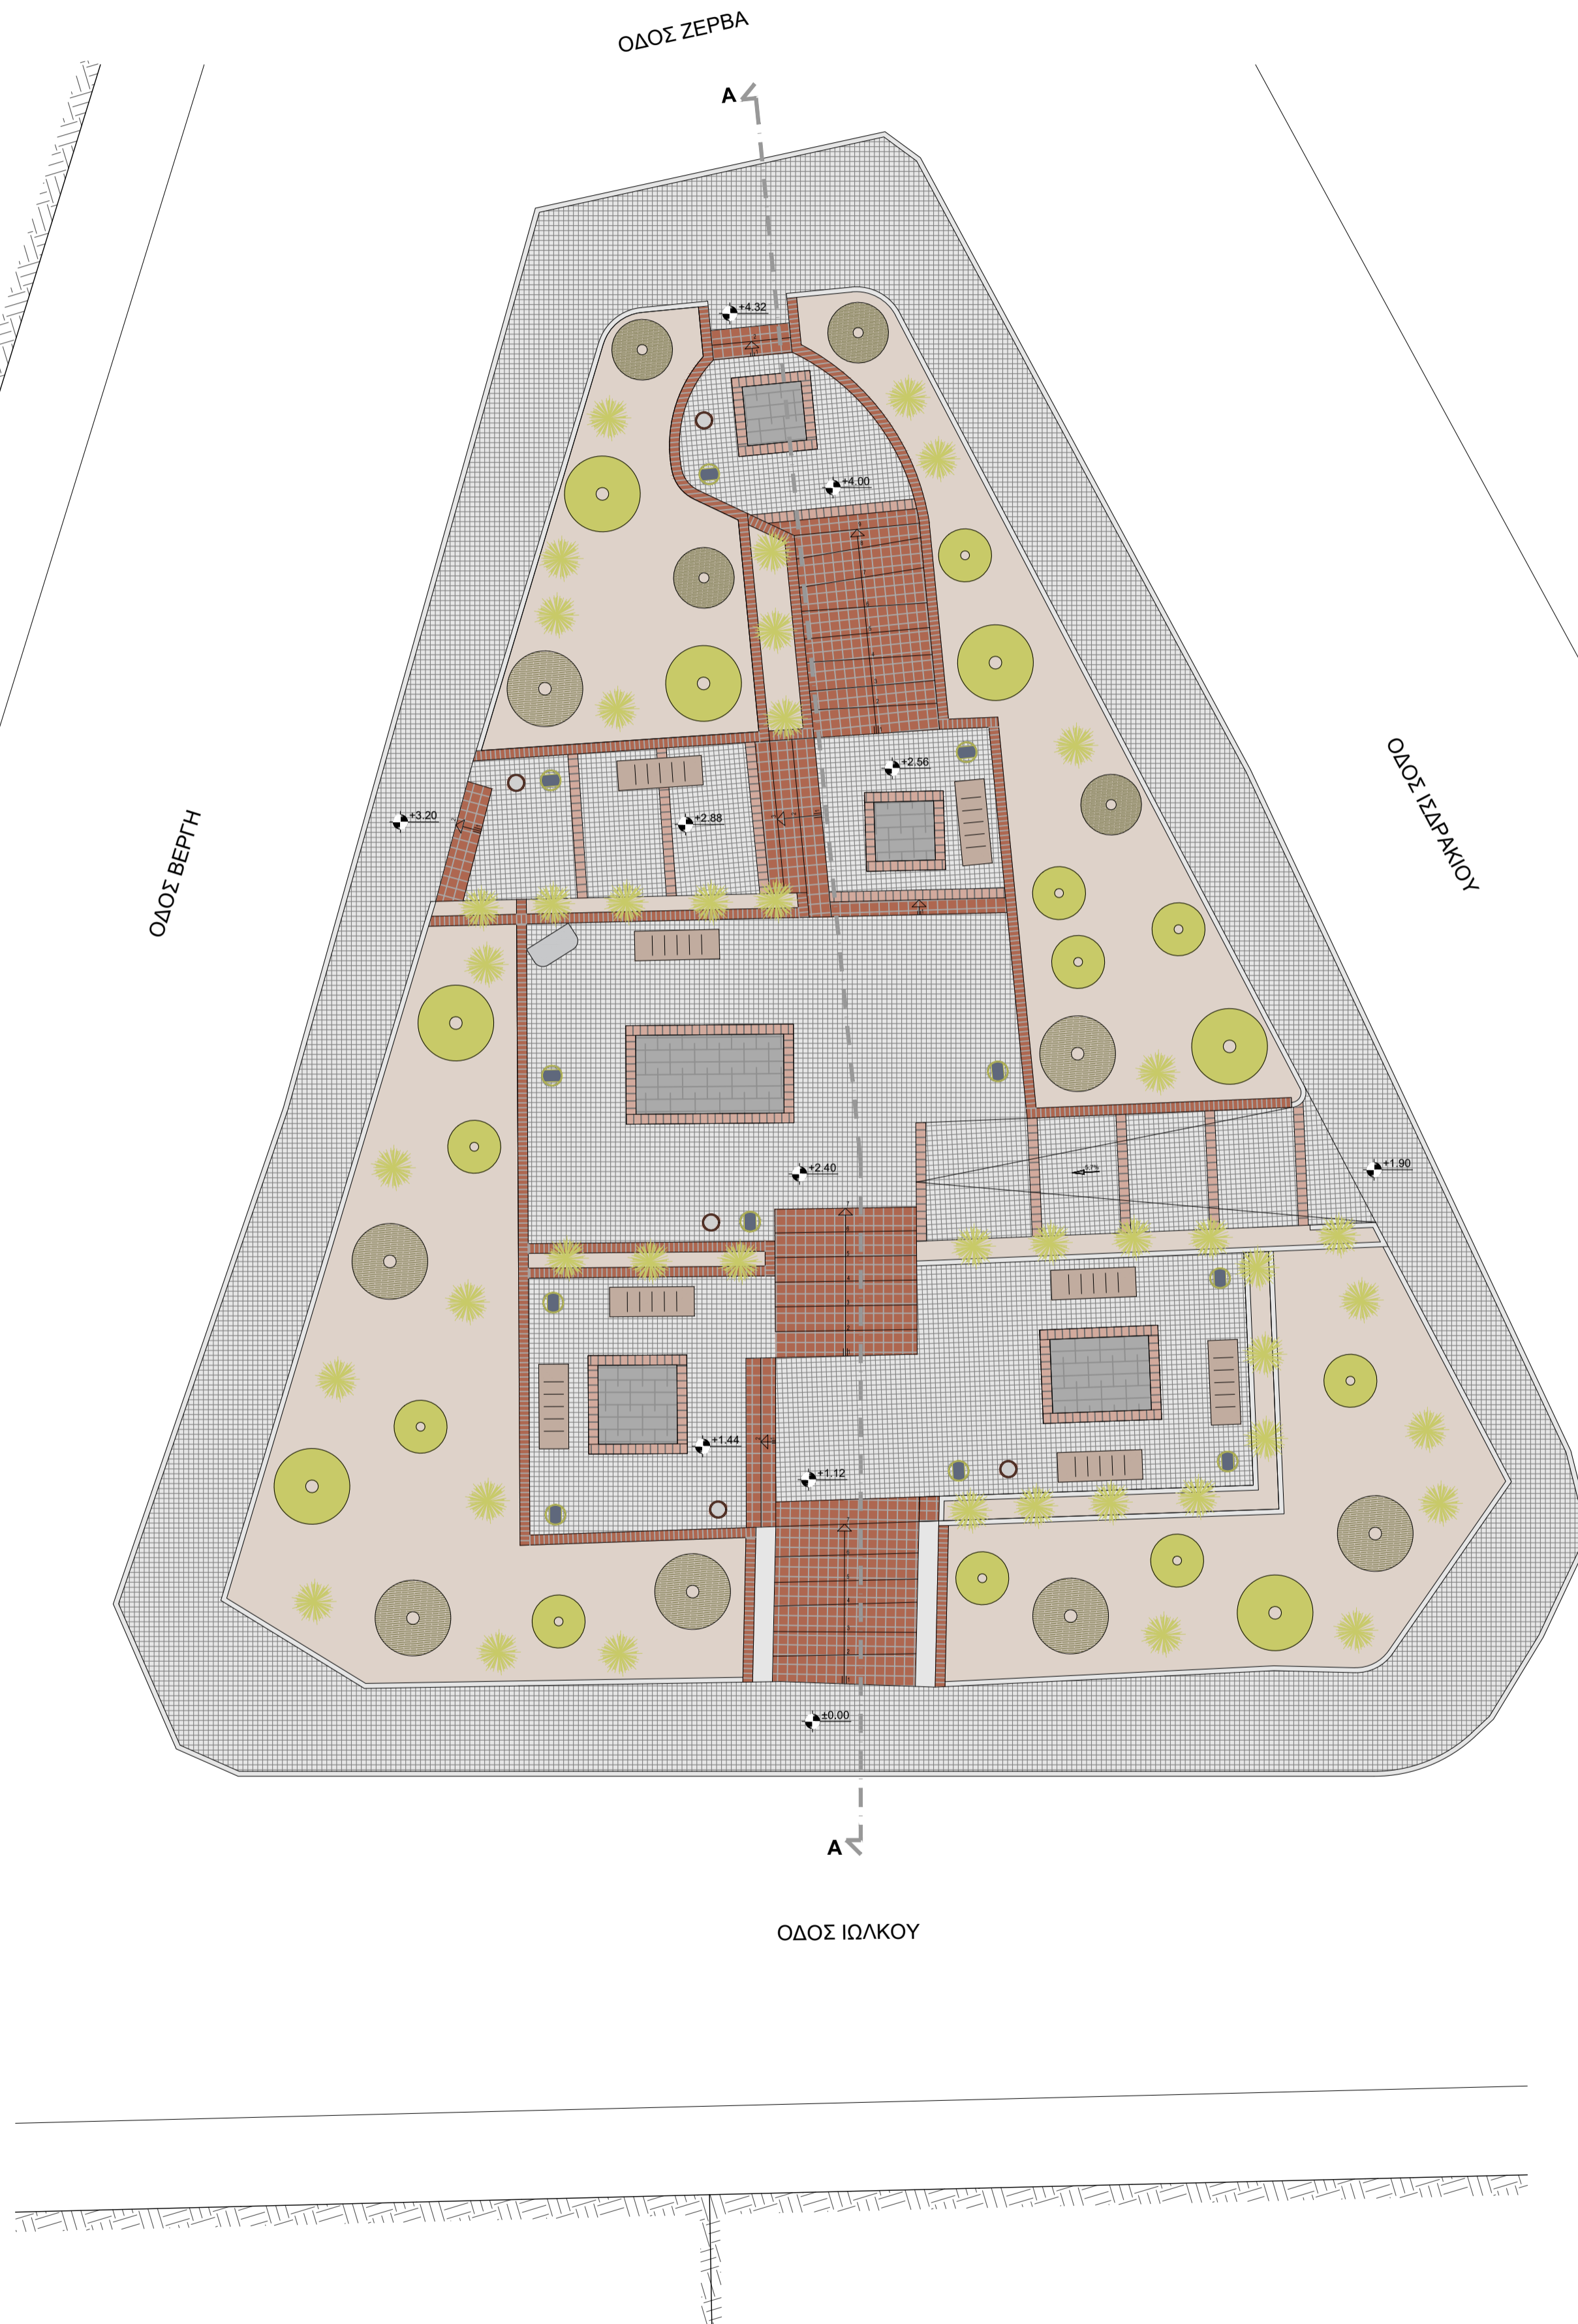 ΟΔΟΣ ΖΕΡΒΑ
A
+4.32
+4.00
+2.56
+3.20
+2.88
ΟΔΟΣ ΒΕΡΓΗ
ΟΔΟΣ ΙΣΔΡΑΚΙΟΥ
+2.40
+1.90
+1.44
+1.12
±0.00
A
ΟΔΟΣ ΙΩΛΚΟΥ